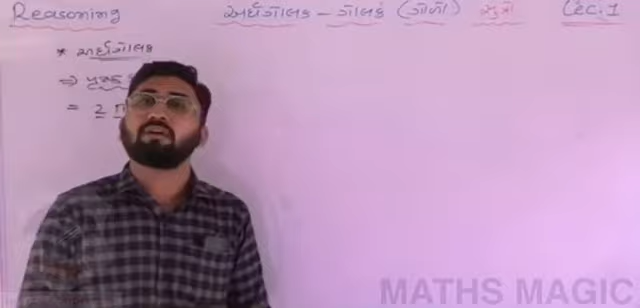 Reasoning અર્ધગોલક - ગોલક (ગોળો) સૂત્ર Lec.1
* અર્ધગોલક
⇒
= 2 π
MATHS MAGIC